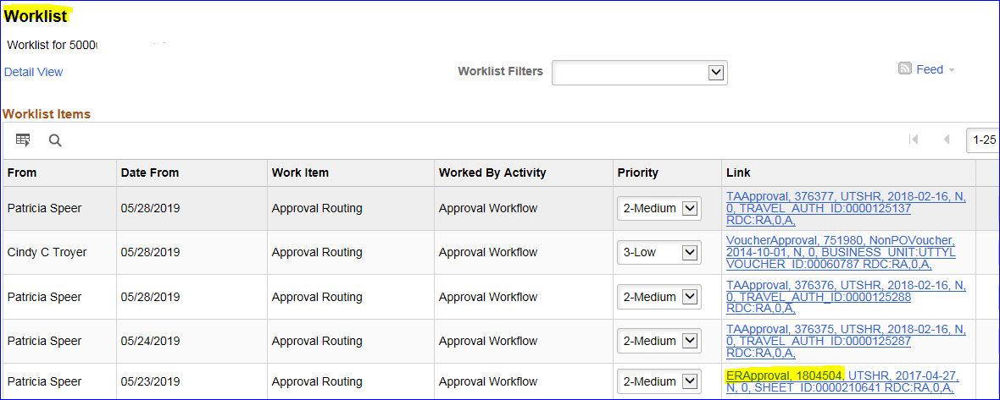 Worklist
Worklist for 50000
Detail View
Worklist Filters
Feed
Worklist Items
1-25
From Date From Work Item Worked By Activity Priority Link
Patricia Speer 05/28/2019 Approval Routing Approval Workflow 2-Medium TAApproval, 376377, UTSHR, 2018-02-16, N,
0, TRAVEL_AUTH_ID:0000125137
RDC:RA,0,A,
Cindy C Troyer 05/28/2019 Approval Routing Approval Workflow 3-Low VoucherApproval, 751980, NonPOVoucher,
2014-10-01, N, 0, BUSINESS_UNIT:UTTYL
VOUCHER_ID:00060787 RDC:RA,0,A,
Patricia Speer 05/28/2019 Approval Routing Approval Workflow 2-Medium TAApproval, 376376, UTSHR, 2018-02-16, N,
0, TRAVEL_AUTH_ID:0000125288
RDC:RA,0,A,
Patricia Speer 05/24/2019 Approval Routing Approval Workflow 2-Medium TAApproval, 376375, UTSHR, 2018-02-16, N,
0, TRAVEL_AUTH_ID:0000125287
RDC:RA,0,A,
Patricia Speer 05/23/2019 Approval Routing Approval Workflow 2-Medium ERApproval, 1804504, UTSHR, 2017-04-27,
N, 0, SHEET_ID:0000210641 RDC:RA,0,A,